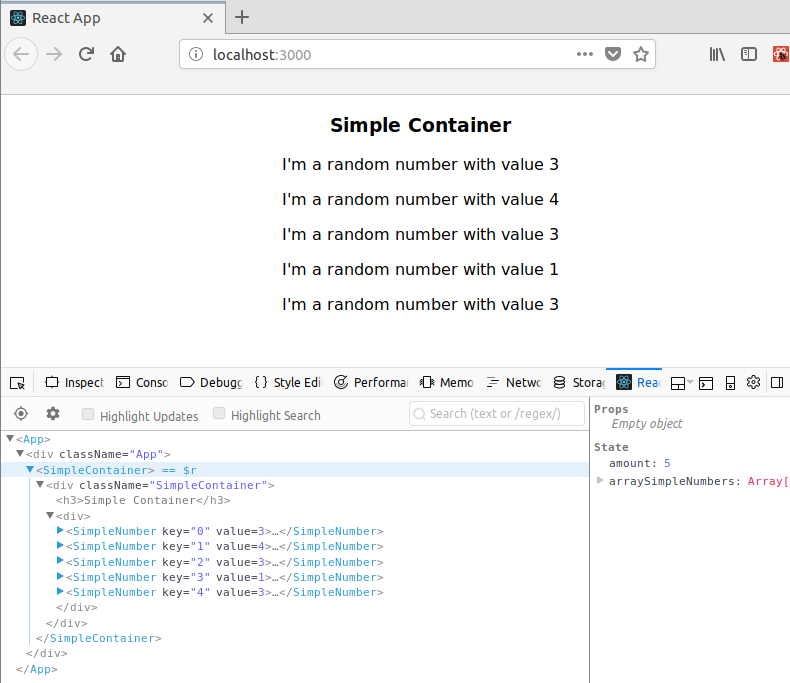 React App
localhost:3000
Simple Container
I'm a random number with value 3
I'm a random number with value 4
I'm a random number with value 3
I'm a random number with value 1
I'm a random number with value 3
Inspect Conso Debugg { } Style Edi Performar Memo Netwo Storag Reac
Highlight Updates Highlight Search Search (text or /regex/)
<App>
<div className="App">
<SimpleContainer> == $r
<div className="SimpleContainer">
<h3>Simple Container</h3>
<div>
<SimpleNumber key="0" value=3>…</SimpleNumber>
<SimpleNumber key="1" value=4>…</SimpleNumber>
<SimpleNumber key="2" value=3>…</SimpleNumber>
<SimpleNumber key="3" value=1>…</SimpleNumber>
<SimpleNumber key="4" value=3>…</SimpleNumber>
</div>
</div>
</SimpleContainer>
</div>
</App>
Props
Empty object
State
amount: 5
arraySimpleNumbers: Array[